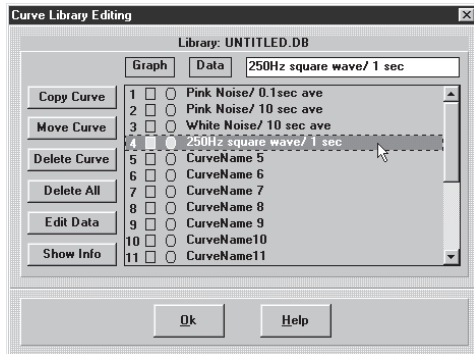 Curve Library Editing
Library: UNTITLED.DB
Graph Data 250Hz square wave/ 1 sec
Copy Curve
Move Curve
Delete Curve
Delete All
Edit Data
Show Info
1 Pink Noise/ 0.1sec ave
2 Pink Noise/ 10 sec ave
3 White Noise/ 10 sec ave
4 250Hz square wave/ 1 sec
5 CurveName 5
6 CurveName 6
7 CurveName 7
8 CurveName 8
9 CurveName 9
10 CurveName10
11 CurveName11
Ok Help